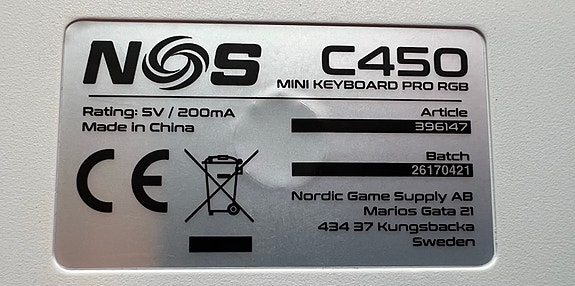 NOS
C450
MINI KEYBOARD PRO RGB
Rating: 5V / 200mA
Made in China
Article
396147
Batch
26170421
CE
Nordic Game Supply AB
Marios Gata 21
434 37 Kungsbacka
Sweden